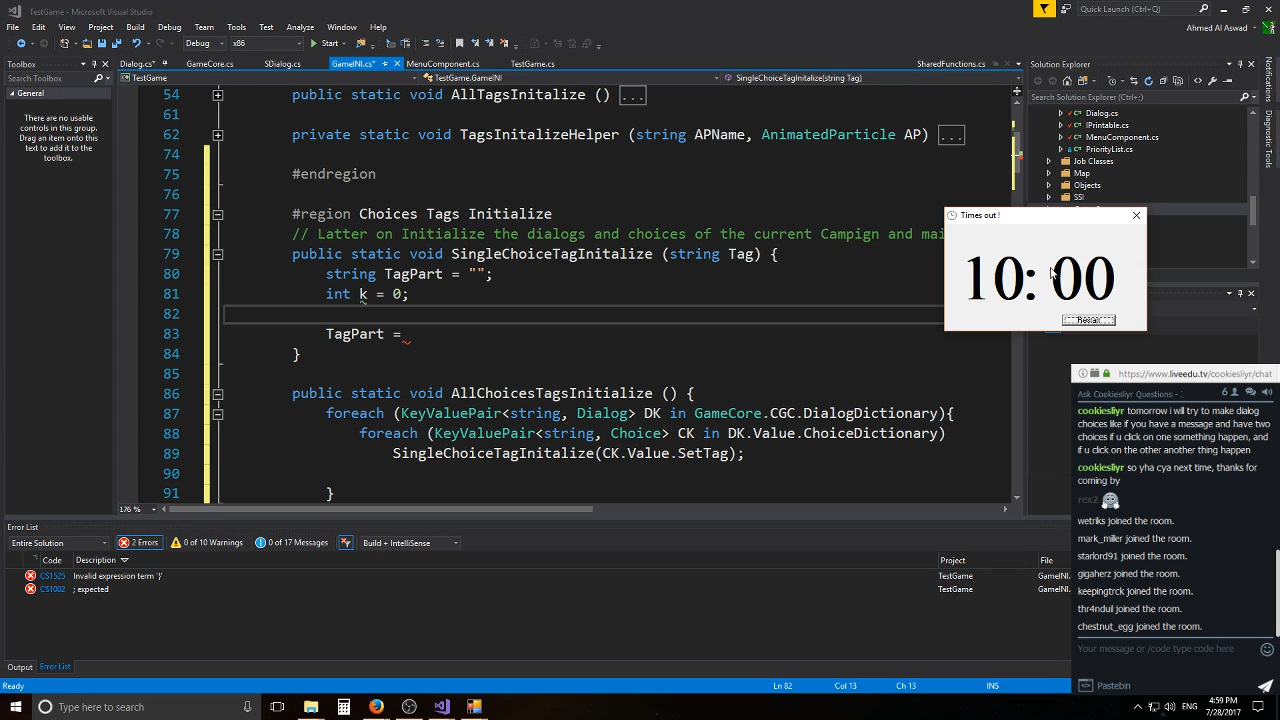 TestGame - Microsoft Visual Studio
Quick Launch (Ctrl+Q)
File Edit View Project Build Debug Team Tools Test Analyze Window Help
Ahmed Al Aswad
Debug x86 Start
Toolbox
Search Toolbox
General
There are no usable
controls in this group.
Drag an item onto this
text to add it to the
toolbox.
Dialog.cs* GameCore.cs SDialog.cs GameINI.cs* MenuComponent.cs TestGame.cs SharedFunctions.cs
TestGame TestGame.GameINI SingleChoiceTagInitalize(string Tag)
54 public static void AllTagsInitalize () ...
61
62 private static void TagsInitalizeHelper (string APName, AnimatedParticle AP) ...
74
75 #endregion
76
77 #region Choices Tags Initialize
78 // Latter on Initialize the dialogs and choices of the current Campign and mai
79 public static void SingleChoiceTagInitalize (string Tag) {
80 string TagPart = "";
81 int k = 0;
82
83 TagPart =
84 }
85
86 public static void AllChoicesTagsInitialize () {
87 foreach (KeyValuePair<string, Dialog> DK in GameCore.CGC.DialogDictionary){
88 foreach (KeyValuePair<string, Choice> CK in DK.Value.ChoiceDictionary)
89 SingleChoiceTagInitalize(CK.Value.SetTag);
90
91 }
176 %
Solution Explorer
Search Solution Explorer (Ctrl+;)
Dialog.cs
IPrintable.cs
MenuComponent.cs
PriorityList.cs
Job Classes
Map
Objects
SSI
Notifications
Diagnostic Tools
Times out !
10: 00
Restart
https://www.liveedu.tv/cookiesliyr/chat
Ask Cookiesliyr Questions - . 6
cookiesliyr tomorrow i will try to make dialog
choices like if you have a message and have two
choices if u click on one something happen, and
if u click on the other another thing happen
cookiesliyr so yha cya next time, thanks for
coming by
rex2
wetriks joined the room.
mark_miller joined the room.
starlord91 joined the room.
gigaherz joined the room.
keepingtrck joined the room.
thr4nduil joined the room.
chestnut_egg joined the room.
Your message or /code type code here
Pastebin
Error List
Entire Solution 2 Errors 0 of 10 Warnings 0 of 17 Messages Build + IntelliSense
Code Description Project File
CS1525 Invalid expression term '}' TestGame GameINI.
CS1002 ; expected TestGame GameINI.
Output Error List
Ready Ln 82 Col 13 Ch 13 INS
Type here to search
ENG
4:59 PM
7/28/2017